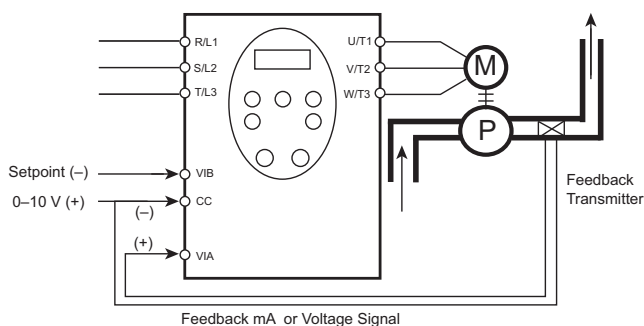 R/L1
S/L2
T/L3
U/T1
V/T2
W/T3
M
P
Setpoint (–)
VIB
0–10 V (+)
(–)
CC
(+)
VIA
Feedback
Transmitter
Feedback mA or Voltage Signal